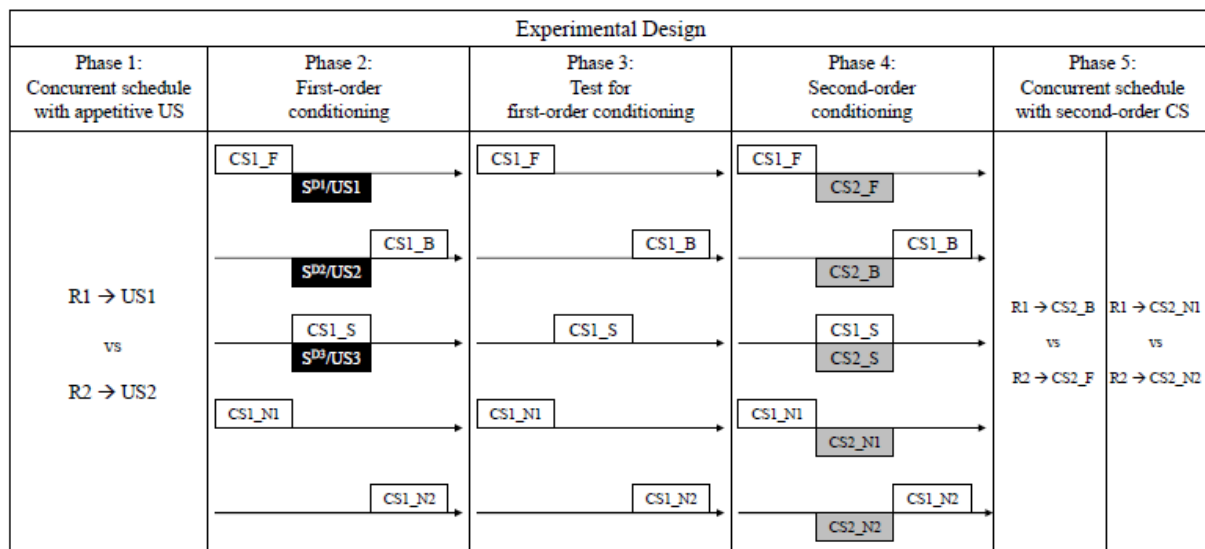 Experimental Design
Phase 1:
Concurrent schedule
with appetitive US
Phase 2:
First-order
conditioning
Phase 3:
Test for
first-order conditioning
Phase 4:
Second-order
conditioning
Phase 5:
Concurrent schedule
with second-order CS
R1 → US1
vs
R2 → US2
CS1_F
Sᴰ¹/US1
CS1_B
Sᴰ²/US2
CS1_S
Sᴰ³/US3
CS1_N1
CS1_N2
CS1_F
CS1_B
CS1_S
CS1_N1
CS1_N2
CS1_F
CS2_F
CS1_B
CS2_B
CS1_S
CS2_S
CS1_N1
CS2_N1
CS1_N2
CS2_N2
R1 → CS2_B
vs
R2 → CS2_F
R1 → CS2_N1
vs
R2 → CS2_N2